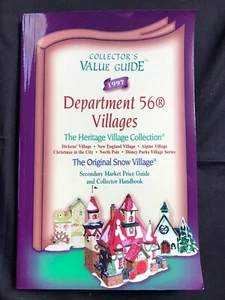 COLLECTOR'S
VALUE GUIDE™
1997
Department 56®
Villages
The Heritage Village Collection®
Dickens' Village • New England Village • Alpine Village
Christmas in the City • North Pole • Disney Parks Village Series
The Original Snow Village®
Secondary Market Price Guide
and Collector Handbook